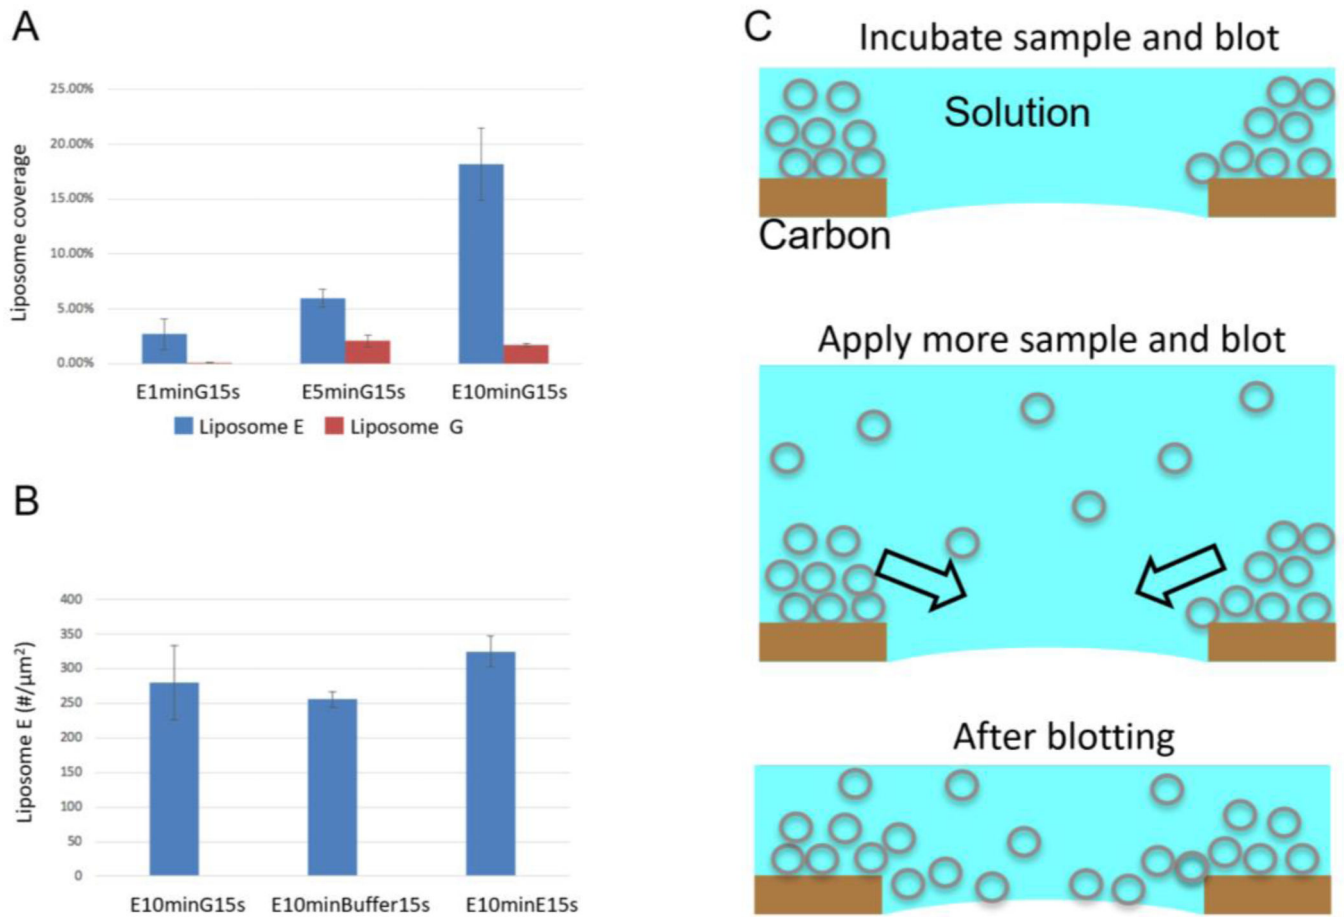 A
25.00%
20.00%
15.00%
10.00%
5.00%
0.00%
Liposome coverage
E1minG15s E5minG15s E10minG15s
Liposome E Liposome G
B
400
350
300
250
200
150
100
50
0
Liposome E (#/μm²)
E10minG15s E10minBuffer15s E10minE15s
C
Incubate sample and blot
Solution
Carbon
Apply more sample and blot
After blotting